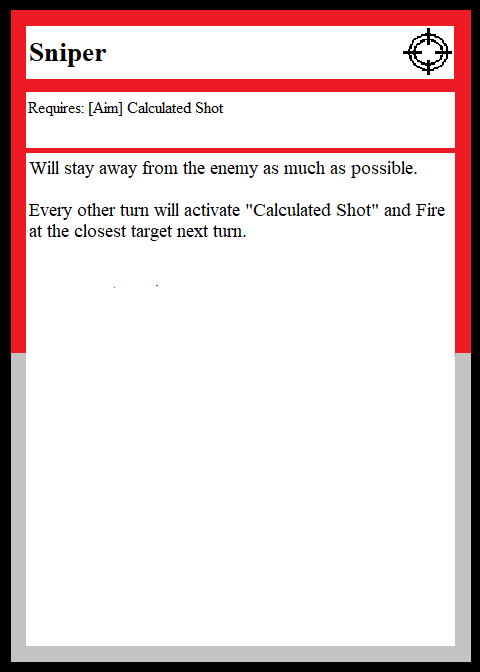 Sniper
Requires: [Aim] Calculated Shot
Will stay away from the enemy as much as possible.
Every other turn will activate "Calculated Shot" and Fire
at the closest target next turn.